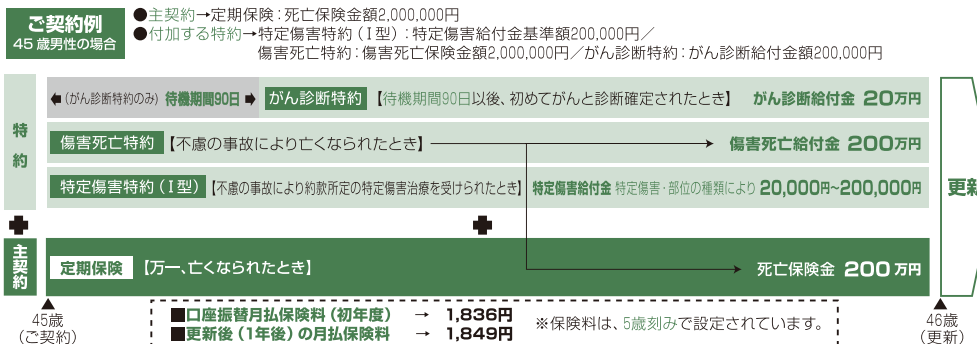 ご契約例
45歳男性の場合
●主契約→定期保険：死亡保険金額2,000,000円
●付加する特約→特定傷害特約（Ⅰ型）：特定傷害給付金基準額200,000円／
傷害死亡特約：傷害死亡保険金額2,000,000円／がん診断特約：がん診断給付金額200,000円
特約
（がん診断特約のみ）待機期間90日 がん診断特約【待機期間90日以後、初めてがんと診断確定されたとき】 がん診断給付金 20万円
傷害死亡特約【不慮の事故により亡くなられたとき】 傷害死亡給付金 200万円
特定傷害特約（Ⅰ型）【不慮の事故により約款所定の特定傷害治療を受けられたとき】 特定傷害給付金 特定傷害・部位の種類により 20,000円~200,000円
更新
主契約
定期保険【万一、亡くなられたとき】 死亡保険金 200万円
▲
45歳
（ご契約）
■口座振替月払保険料（初年度） → 1,836円
■更新後（1年後）の月払保険料 → 1,849円
※保険料は、5歳刻みで設定されています。
▲
46歳
（更新）